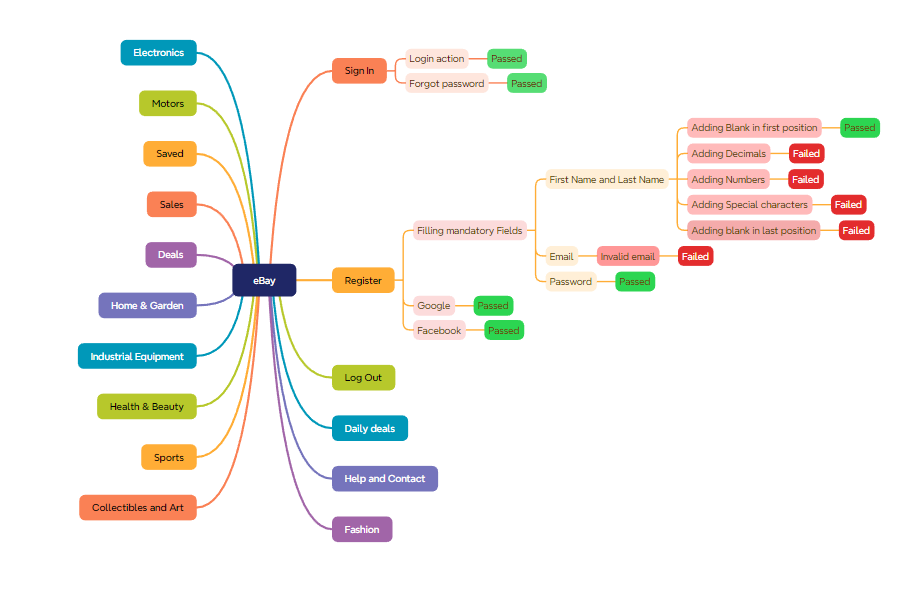 Electronics
Motors
Saved
Sales
Deals
Home & Garden
Industrial Equipment
Health & Beauty
Sports
Collectibles and Art
eBay
Sign In
Login action
Passed
Forgot password
Passed
Register
Filling mandatory Fields
First Name and Last Name
Adding Blank in first position
Passed
Adding Decimals
Failed
Adding Numbers
Failed
Adding Special characters
Failed
Adding blank in last position
Failed
Email
Invalid email
Failed
Password
Passed
Google
Passed
Facebook
Passed
Log Out
Daily deals
Help and Contact
Fashion